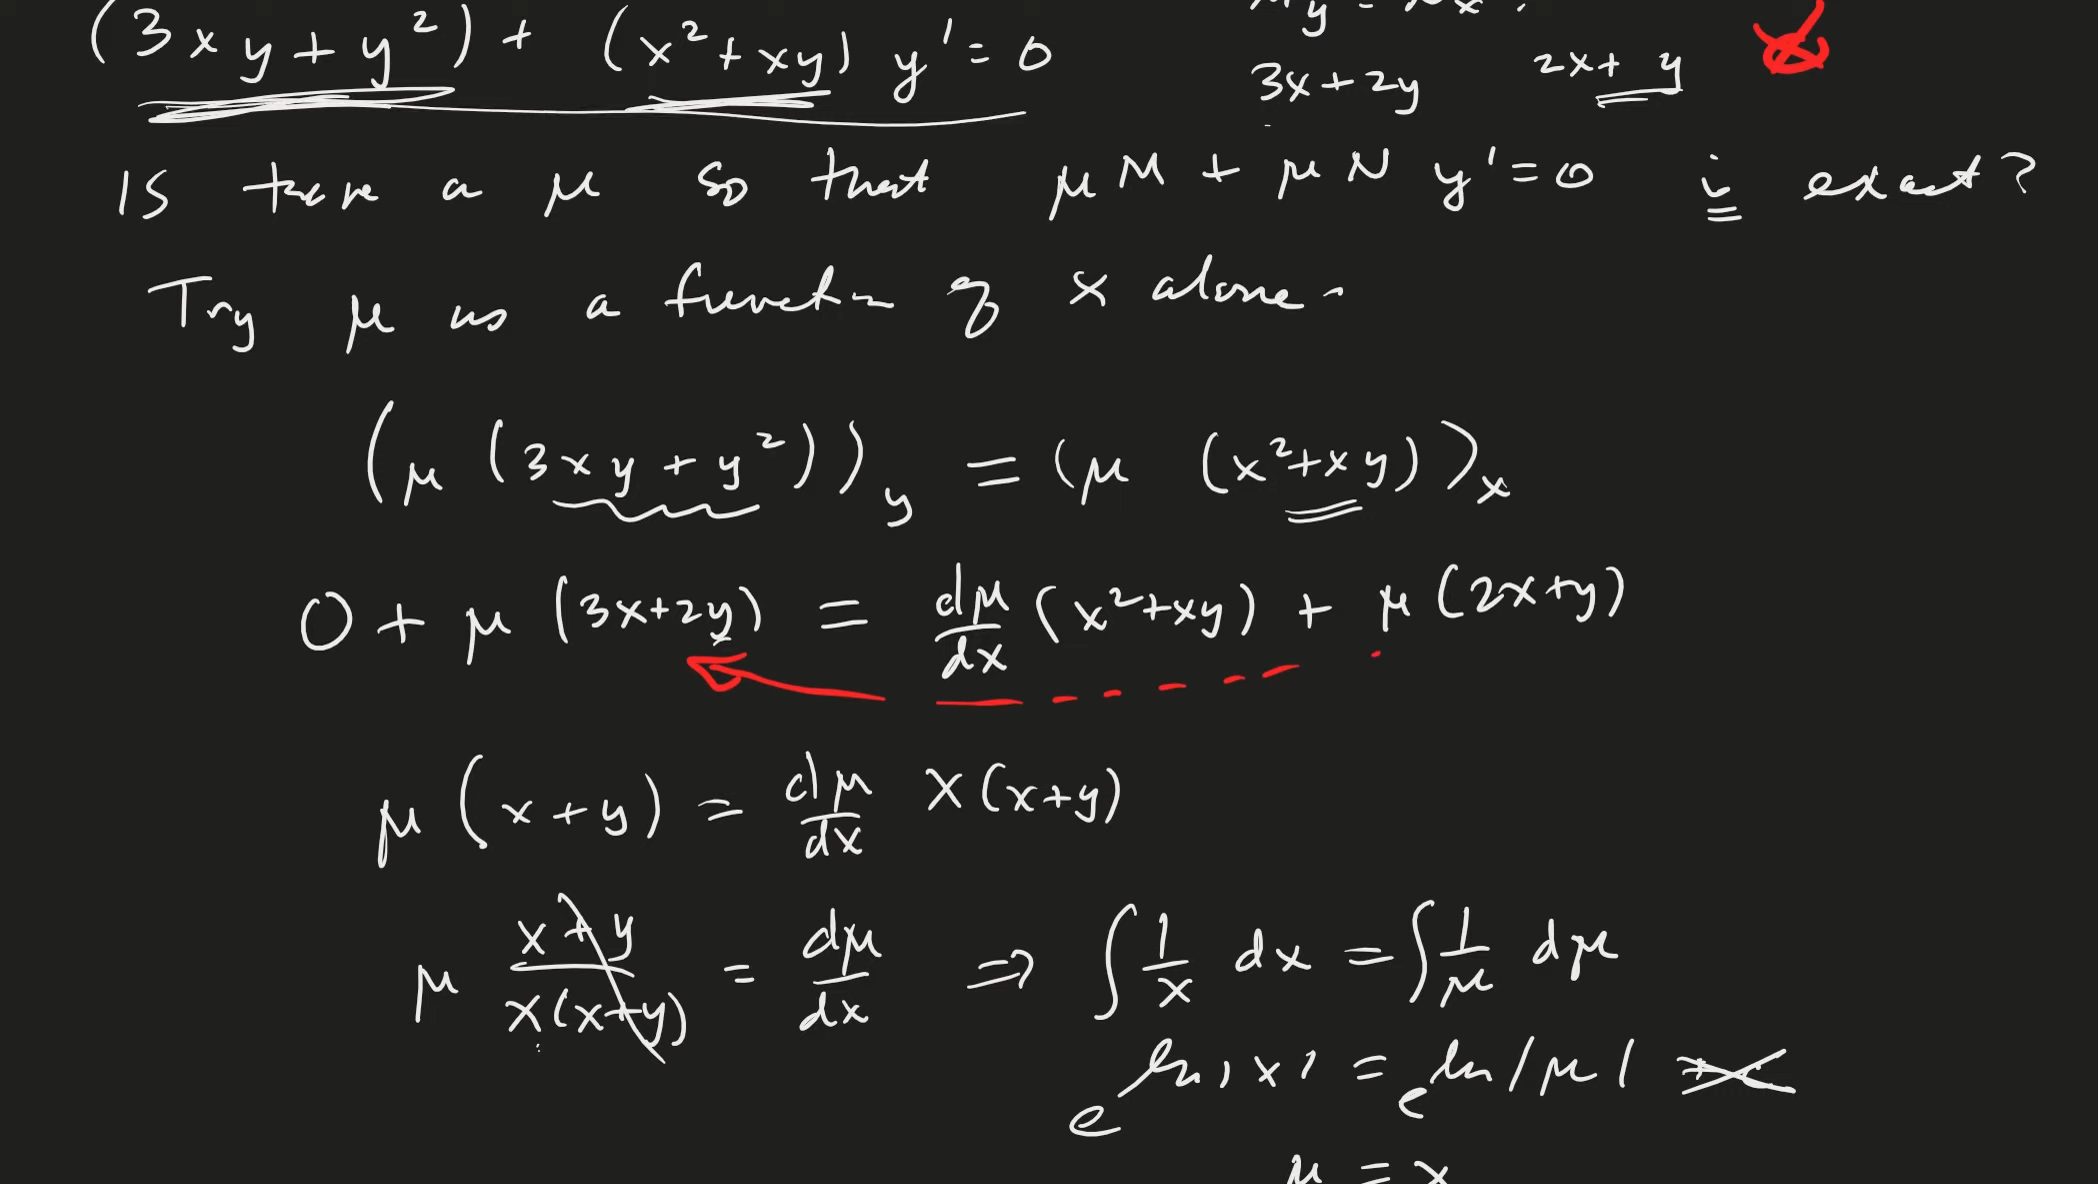 (3xy+y²) + (x²+xy) y'=0
3x+2y 2x+y
Is there a μ so that μM + μN y'=0 is exact?
Try μ as a function of x alone.
(μ (3xy+y²))_y = (μ (x²+xy))_x
0 + μ (3x+2y) = dμ/dx (x²+xy) + μ (2x+y)
μ (x+y) = dμ/dx x(x+y)
μ (x+y)/(x(x+y)) = dμ/dx ⇒ ∫ 1/x dx = ∫ 1/μ dμ
e^ln|x| = e^ln|μ|
μ = x